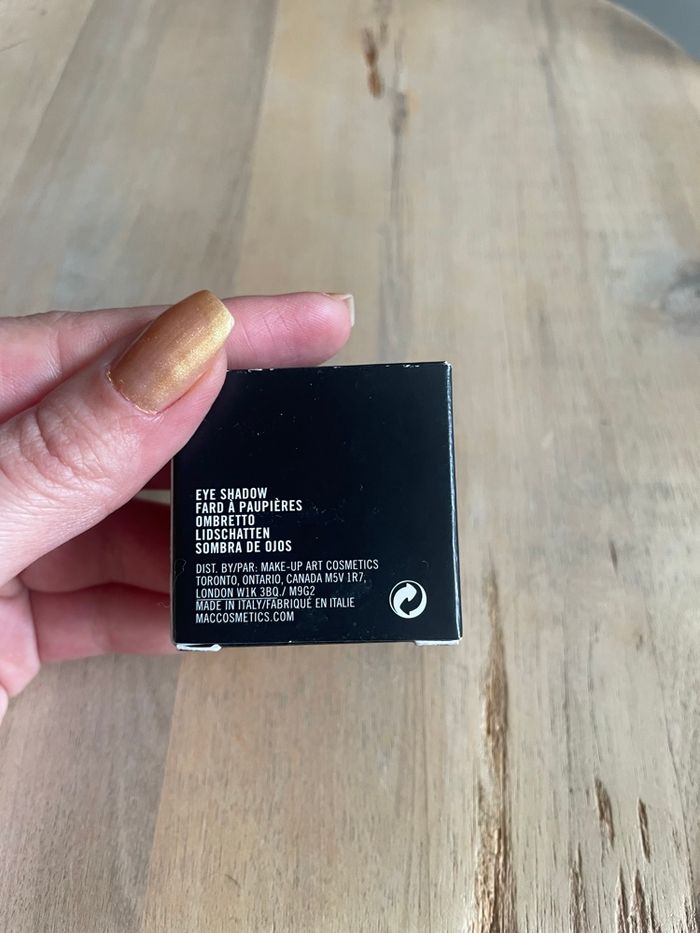 EYE SHADOW
FARD À PAUPIÈRES
OMBRETTO
LIDSCHATTEN
SOMBRA DE OJOS
DIST. BY/PAR: MAKE-UP ART COSMETICS
TORONTO, ONTARIO, CANADA M5V 1R7,
LONDON W1K 3BQ./ M9G2
MADE IN ITALY/FABRIQUÉ EN ITALIE
MACCOSMETICS.COM